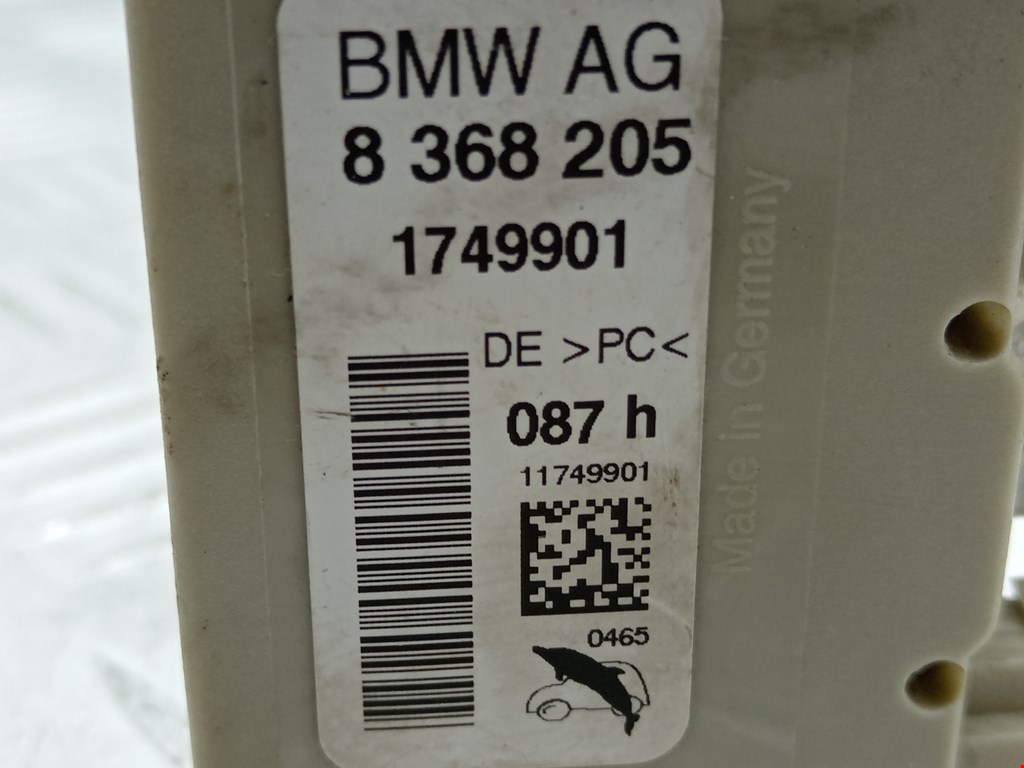 BMW AG
8 368 205
1749901
DE >PC<
087 h
11749901
0465
Made in Germany